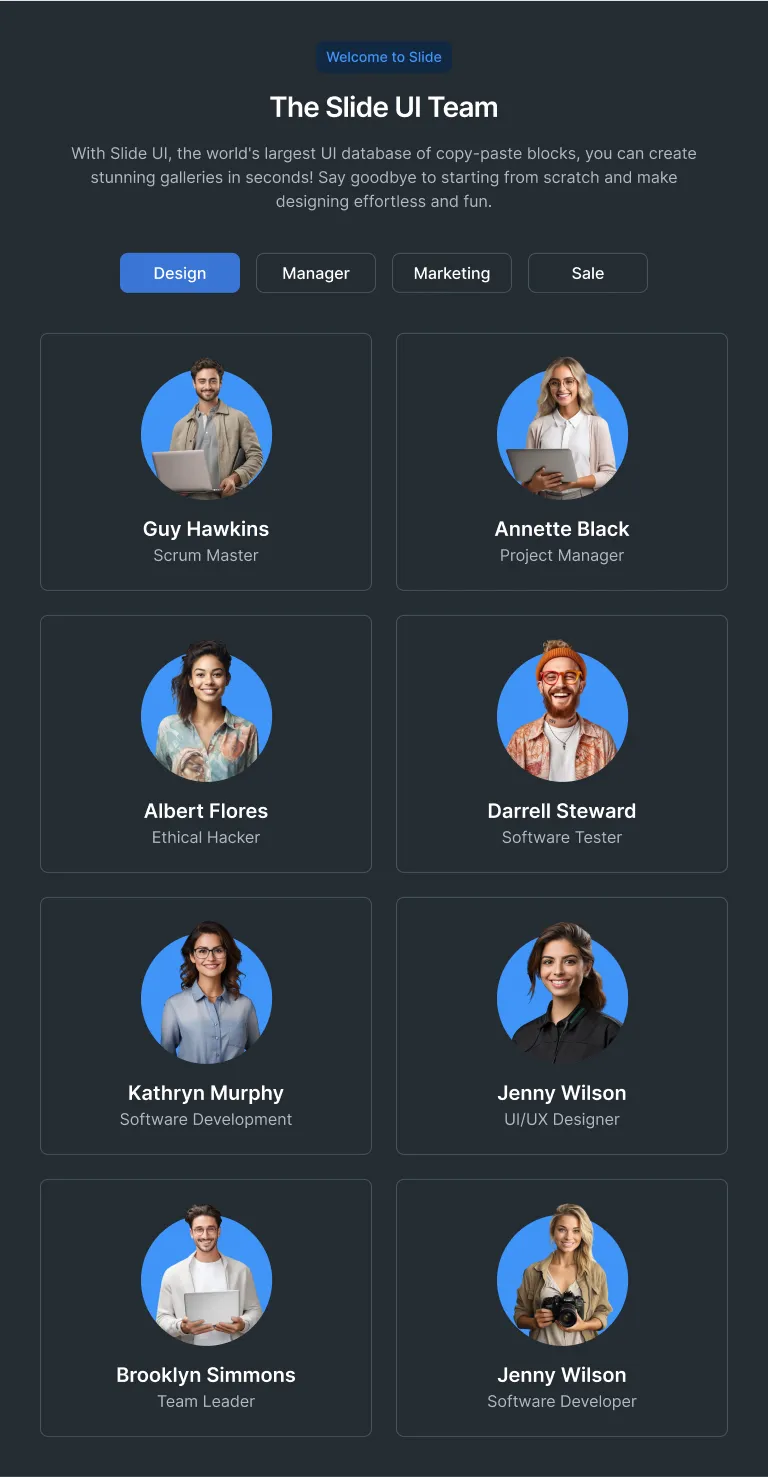 Welcome to Slide
The Slide UI Team
With Slide UI, the world's largest UI database of copy-paste blocks, you can create
stunning galleries in seconds! Say goodbye to starting from scratch and make
designing effortless and fun.
Design
Manager
Marketing
Sale
Guy Hawkins
Scrum Master
Annette Black
Project Manager
Albert Flores
Ethical Hacker
Darrell Steward
Software Tester
Kathryn Murphy
Software Development
Jenny Wilson
UI/UX Designer
Brooklyn Simmons
Team Leader
Jenny Wilson
Software Developer